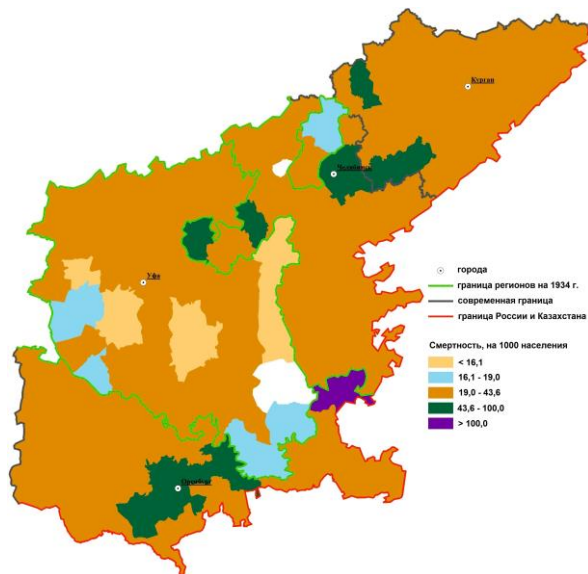 Курган
Челябинск
Уфа
Оренбург
города
граница регионов на 1934 г.
современная граница
граница России и Казахстана
Смертность, на 1000 населения
< 16,1
16,1 - 19,0
19,0 - 43,6
43,6 - 100,0
> 100,0